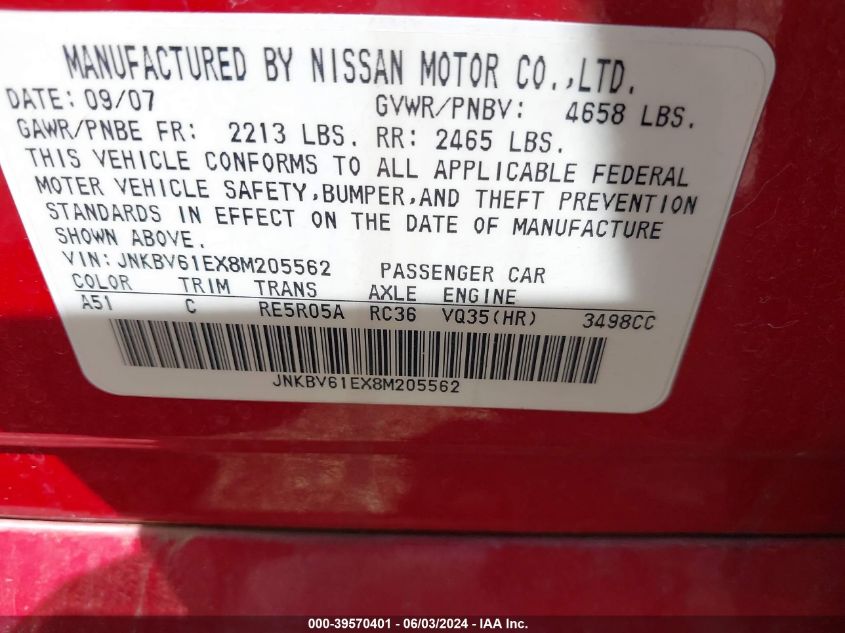 MANUFACTURED BY NISSAN MOTOR CO.,LTD.
DATE: 09/07 GVWR/PNBV: 4658 LBS.
GAWR/PNBE FR: 2213 LBS. RR: 2465 LBS.
THIS VEHICLE CONFORMS TO ALL APPLICABLE FEDERAL
MOTER VEHICLE SAFETY,BUMPER,AND THEFT PREVENTION
STANDARDS IN EFFECT ON THE DATE OF MANUFACTURE
SHOWN ABOVE.
VIN: JNKBV61EX8M205562 PASSENGER CAR
COLOR TRIM TRANS AXLE ENGINE
A51 C RE5R05A RC36 VQ35(HR) 3498CC
JNKBV61EX8M205562
000-39570401 - 06/03/2024 - IAA Inc.